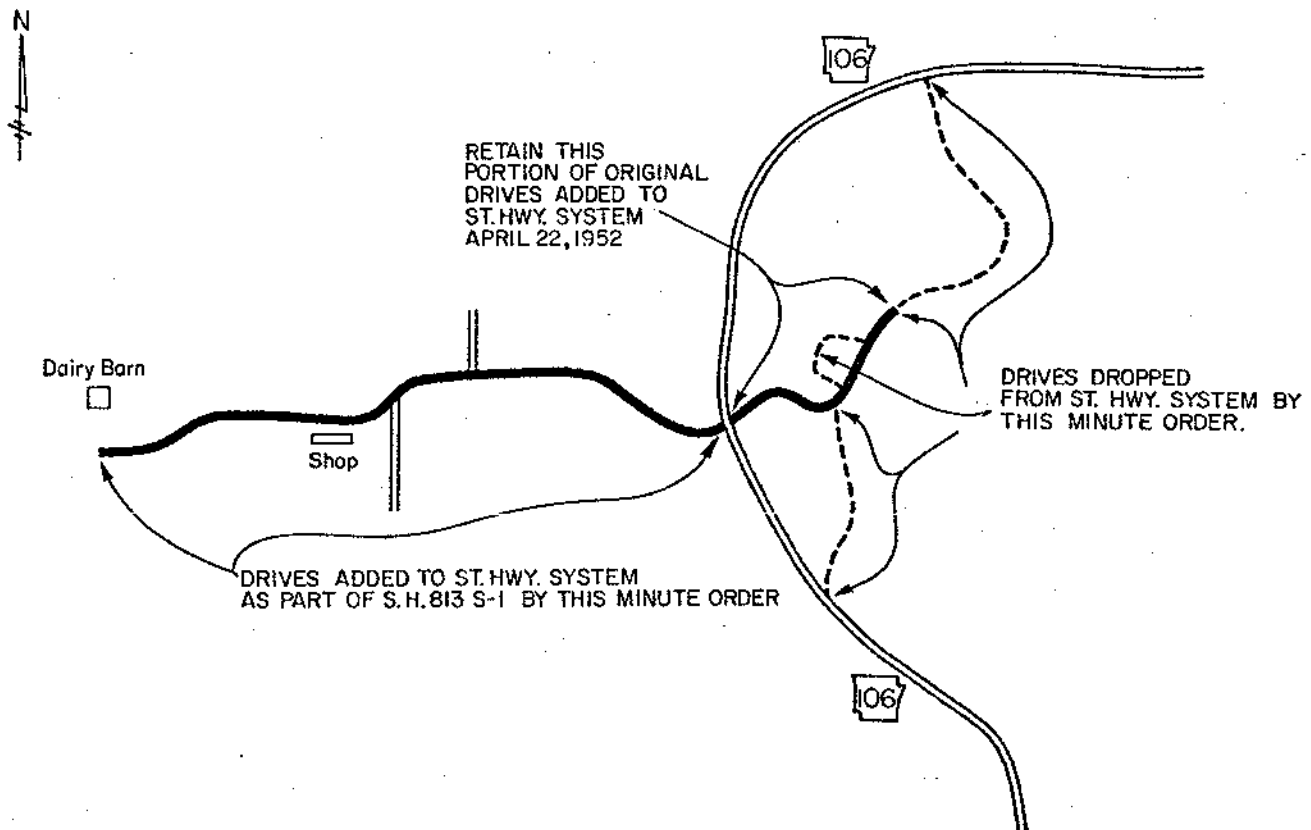 N
106
RETAIN THIS
PORTION OF ORIGINAL
DRIVES ADDED TO
ST. HWY. SYSTEM
APRIL 22, 1952
Dairy Barn
Shop
DRIVES DROPPED
FROM ST. HWY. SYSTEM BY
THIS MINUTE ORDER.
DRIVES ADDED TO ST. HWY. SYSTEM
AS PART OF S.H. 813 S-1 BY THIS MINUTE ORDER
106